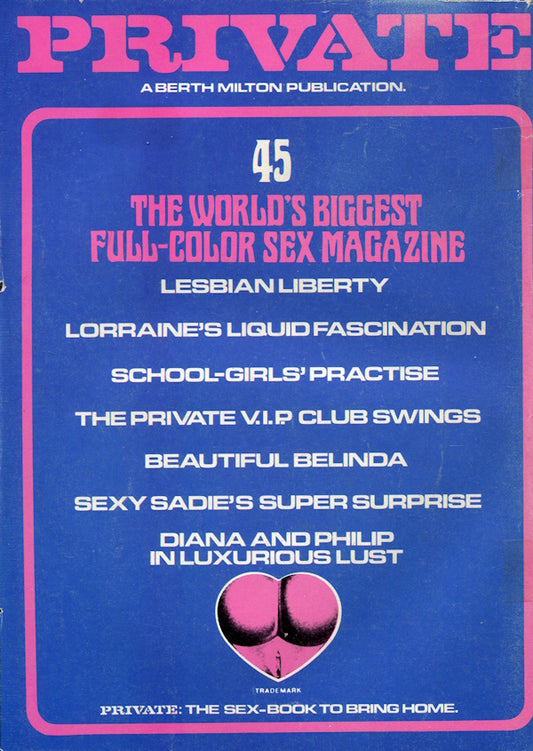 PRIVATE
A BERTH MILTON PUBLICATION.
45
THE WORLD'S BIGGEST
FULL-COLOR SEX MAGAZINE
LESBIAN LIBERTY
LORRAINE'S LIQUID FASCINATION
SCHOOL-GIRLS' PRACTISE
THE PRIVATE V.I.P. CLUB SWINGS
BEAUTIFUL BELINDA
SEXY SADIE'S SUPER SURPRISE
DIANA AND PHILIP
IN LUXURIOUS LUST
TRADE MARK
PRIVATE: THE SEX-BOOK TO BRING HOME.